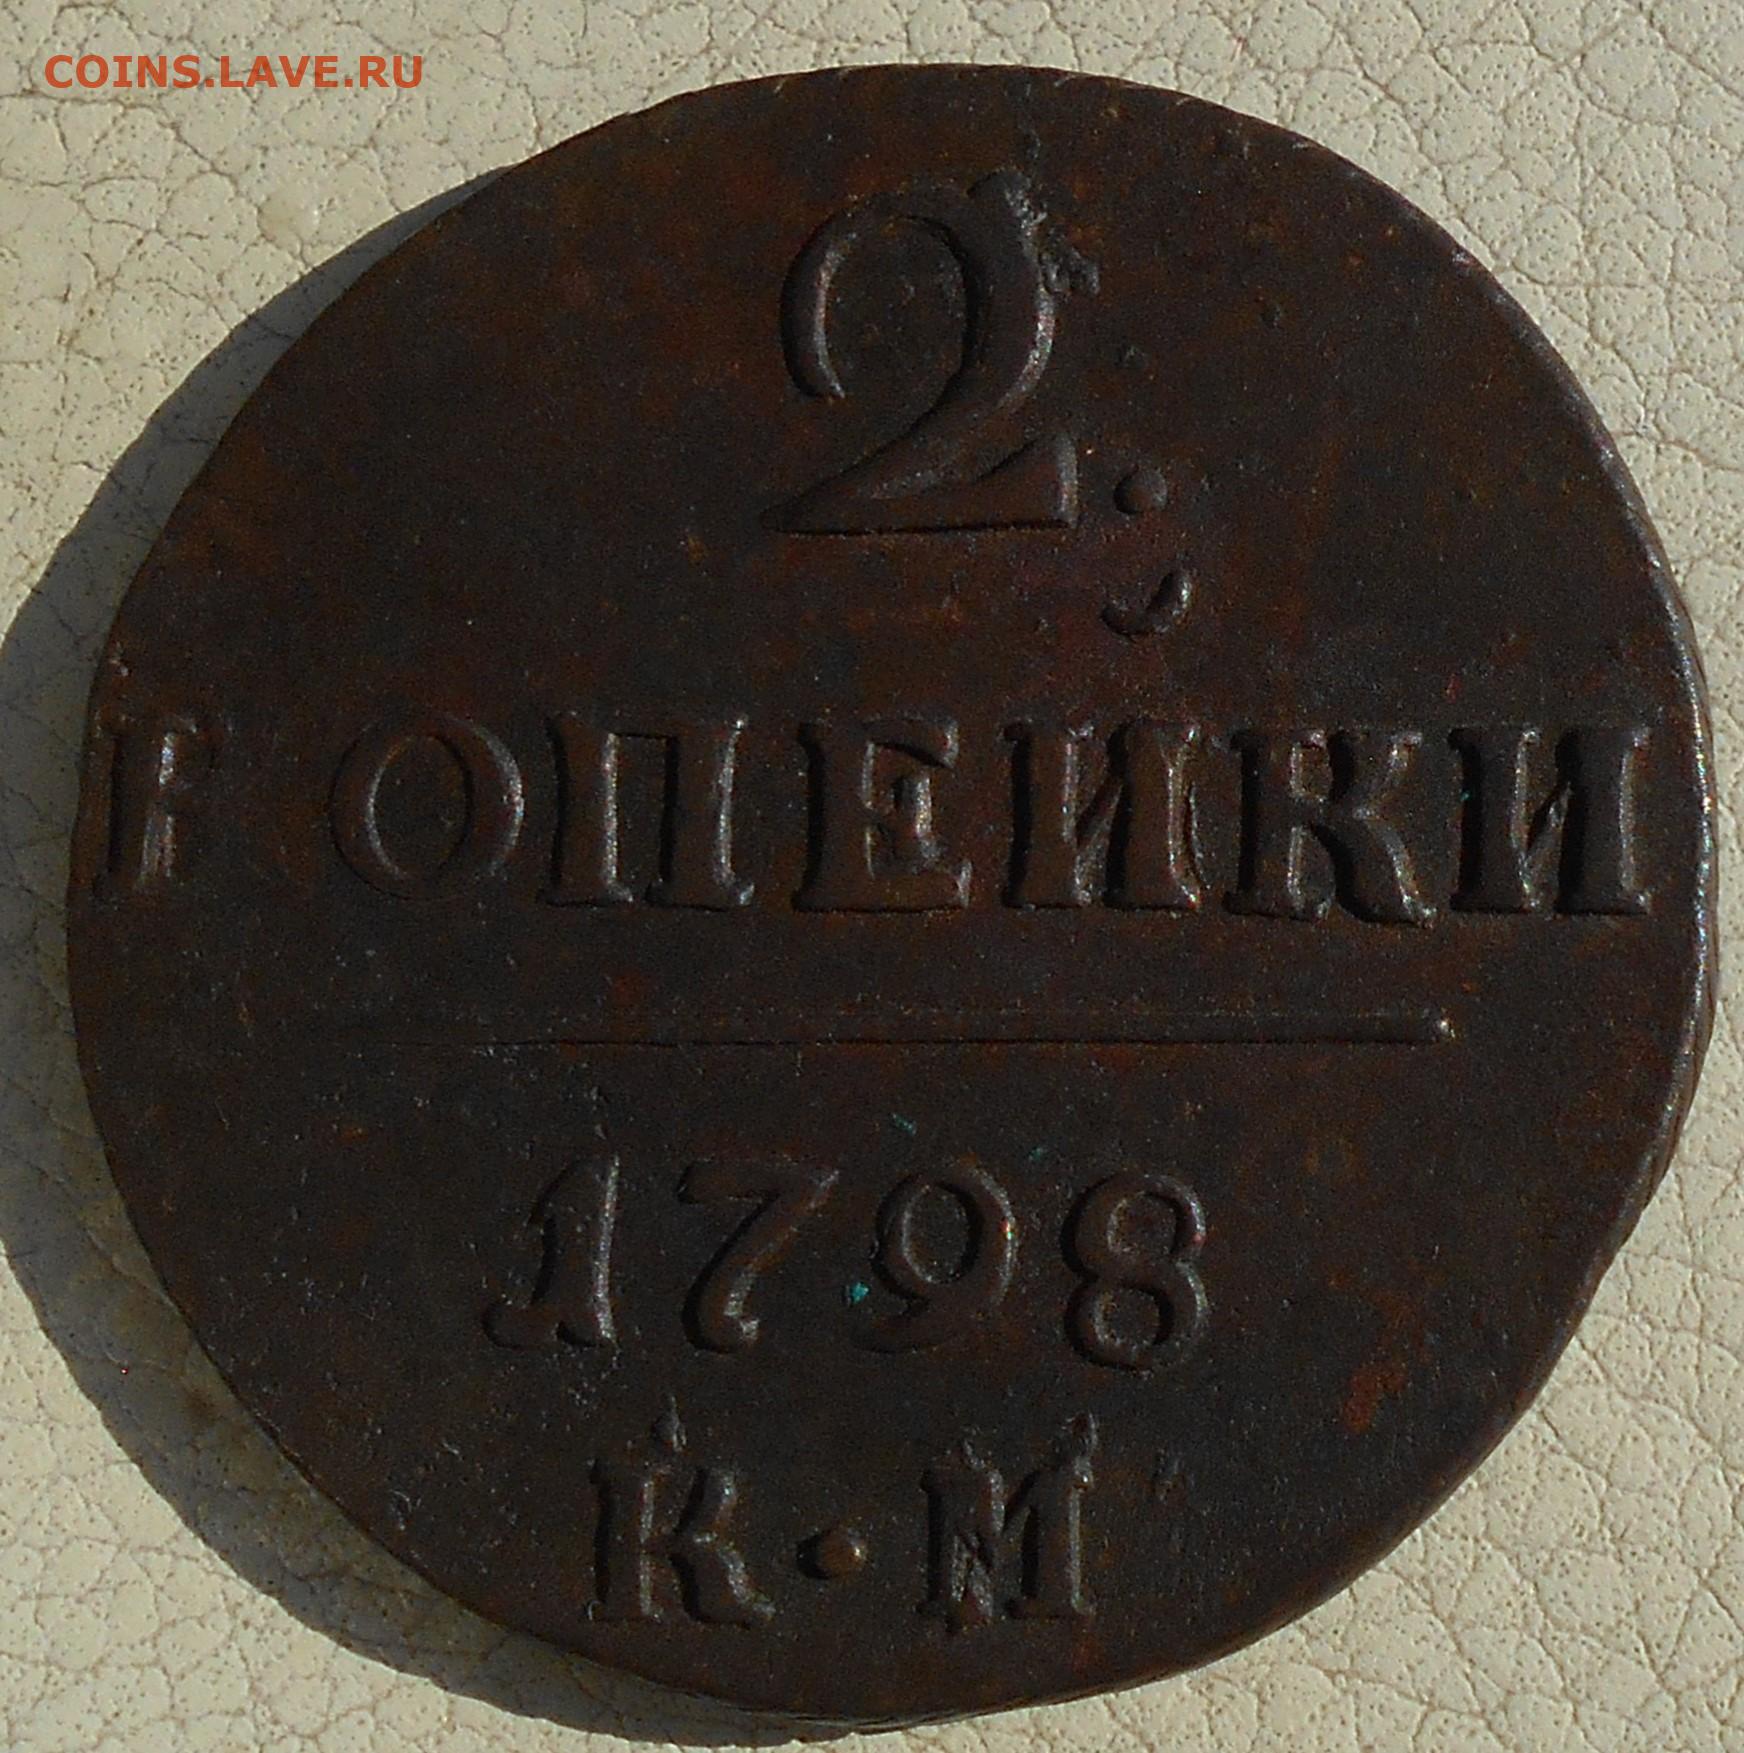 COINS.LAVE.RU
2.
КОПЕЙКИ
1798
К·М